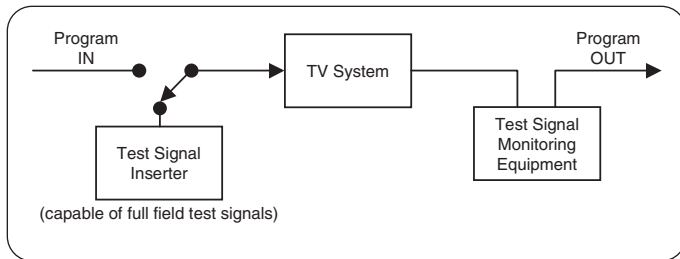 Program
IN
Program
OUT
TV System
Test Signal
Inserter
Test Signal
Monitoring
Equipment
(capable of full field test signals)